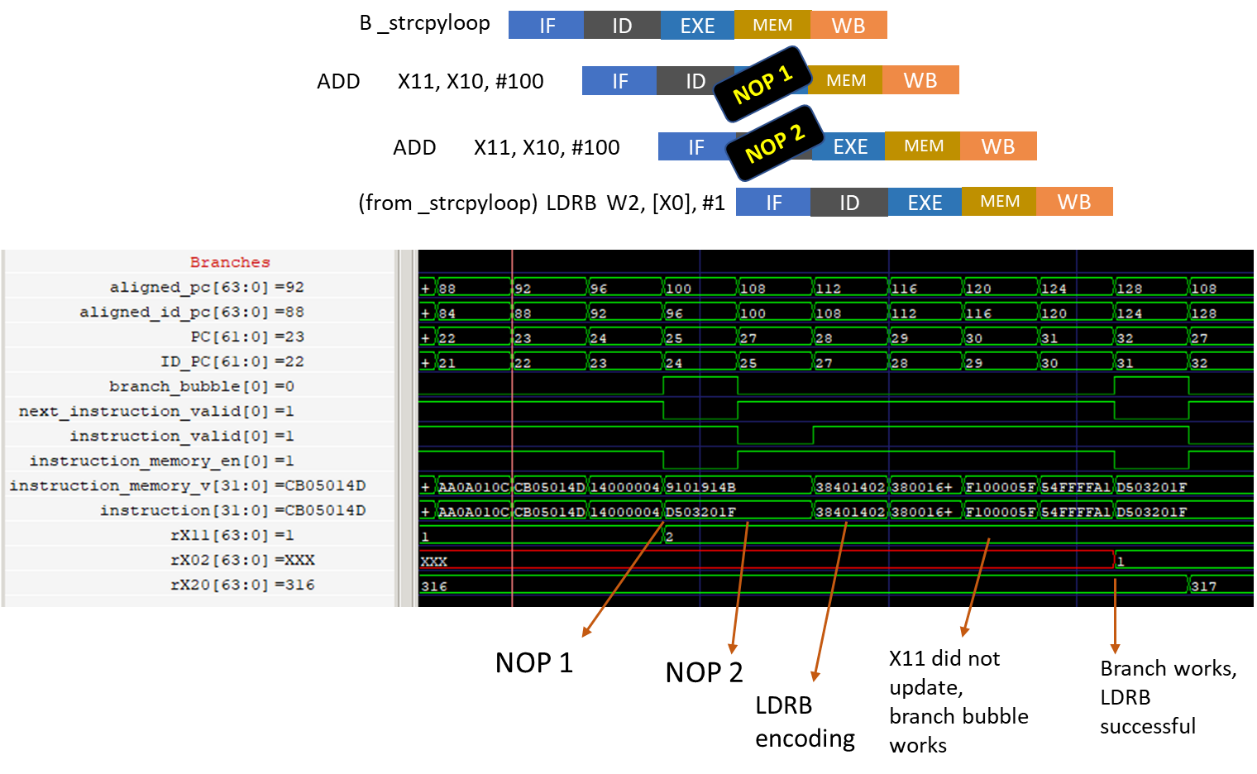 B _strcpyloop IF ID EXE MEM WB
ADD X11, X10, #100 IF ID NOP 1 MEM WB
ADD X11, X10, #100 IF NOP 2 EXE MEM WB
(from _strcpyloop) LDRB W2, [X0], #1 IF ID EXE MEM WB
Branches
aligned_pc[63:0] =92 + 88 92 96 100 108 112 116 120 124 128 108
aligned_id_pc[63:0] =88 + 84 88 92 96 100 108 112 116 120 124 128
PC[61:0] =23 + 22 23 24 25 27 28 29 30 31 32 27
ID_PC[61:0] =22 + 21 22 23 24 25 27 28 29 30 31 32
branch_bubble[0] =0
next_instruction_valid[0] =1
instruction_valid[0] =1
instruction_memory_en[0] =1
instruction_memory_v[31:0] =CB05014D + AA0A010C CB05014D 14000004 9101914B 38401402 380016+ F100005F 54FFFFA1 D503201F
instruction[31:0] =CB05014D + AA0A010C CB05014D 14000004 D503201F 38401402 380016+ F100005F 54FFFFA1 D503201F
rX11[63:0] =1 1 2
rX02[63:0] =XXX XXX 1
rX20[63:0] =316 316 317
NOP 1
NOP 2
LDRB
encoding
X11 did not
update,
branch bubble
works
Branch works,
LDRB
successful